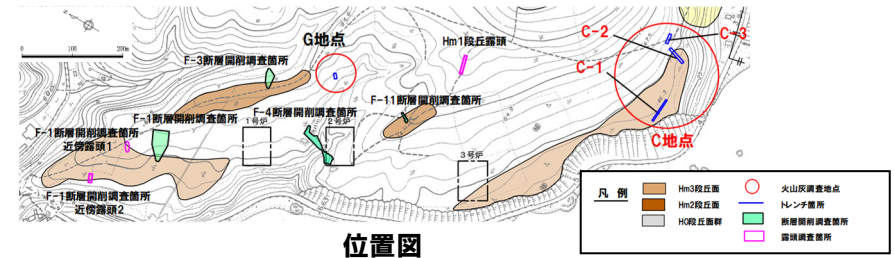 0 100 200m
G地点
Hm1段丘露頭
C-2
C-3
F-3断層開削調査箇所
C-1
F-11断層開削調査箇所
F-1断層開削調査箇所
F-4断層開削調査箇所
1号炉
2号炉
F-1断層開削調査箇所
近傍露頭1
C地点
3号炉
F-1断層開削調査箇所
近傍露頭2
凡 例
Hm3段丘面
火山灰調査地点
Hm2段丘面
トレンチ箇所
H0段丘面群
断層開削調査箇所
露頭調査箇所
位置図